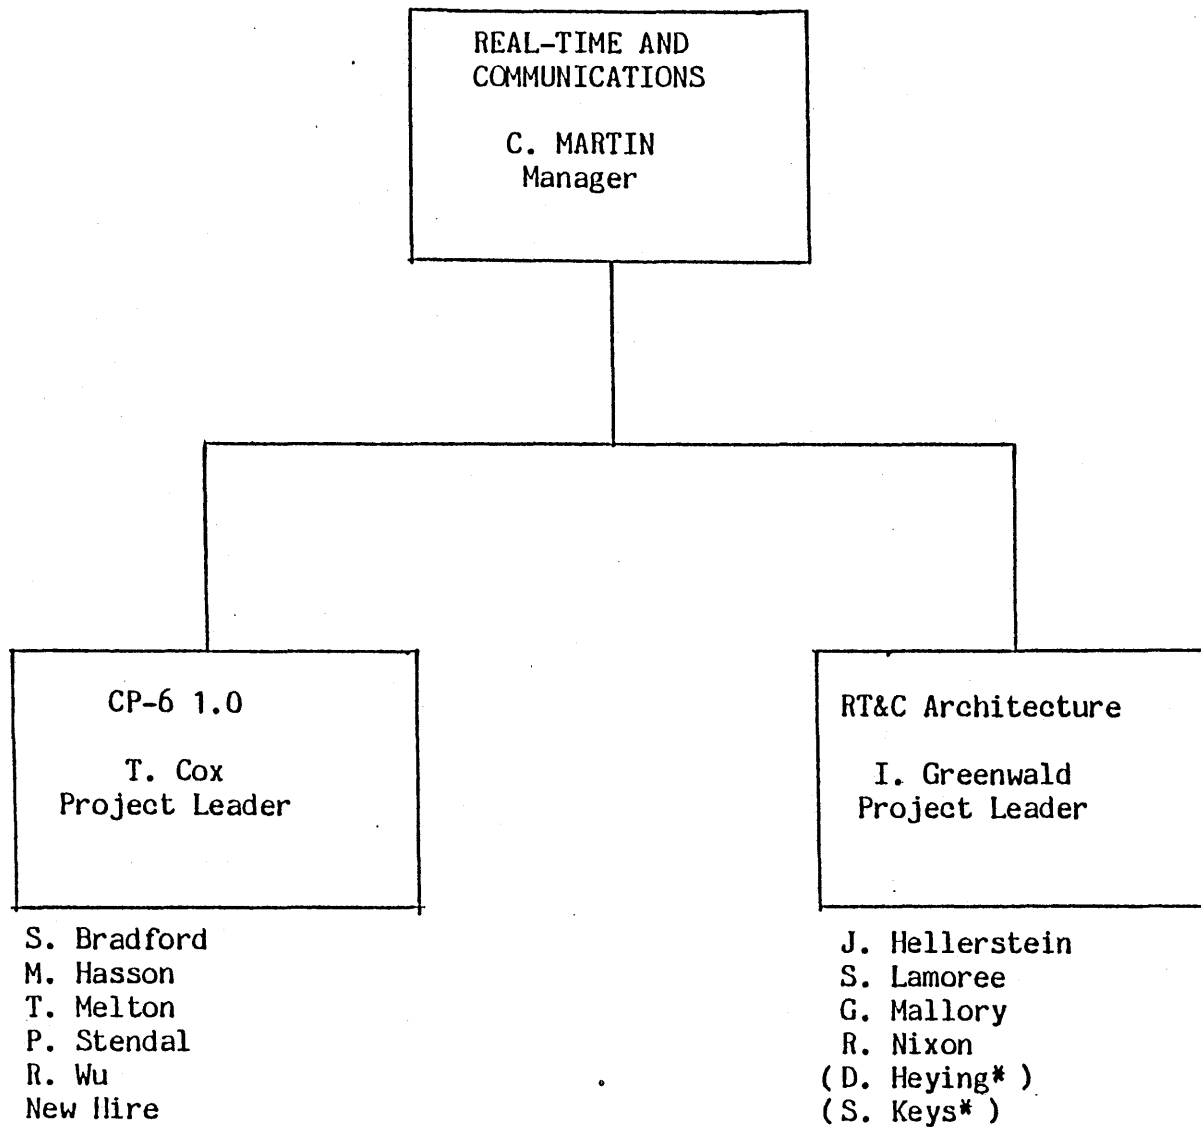 REAL-TIME AND
COMMUNICATIONS
C. MARTIN
Manager
CP-6 1.0
T. Cox
Project Leader
S. Bradford
M. Hasson
T. Melton
P. Stendal
R. Wu
New Hire
RT&C Architecture
I. Greenwald
Project Leader
J. Hellerstein
S. Lamoree
G. Mallory
R. Nixon
( D. Heying* )
( S. Keys* )